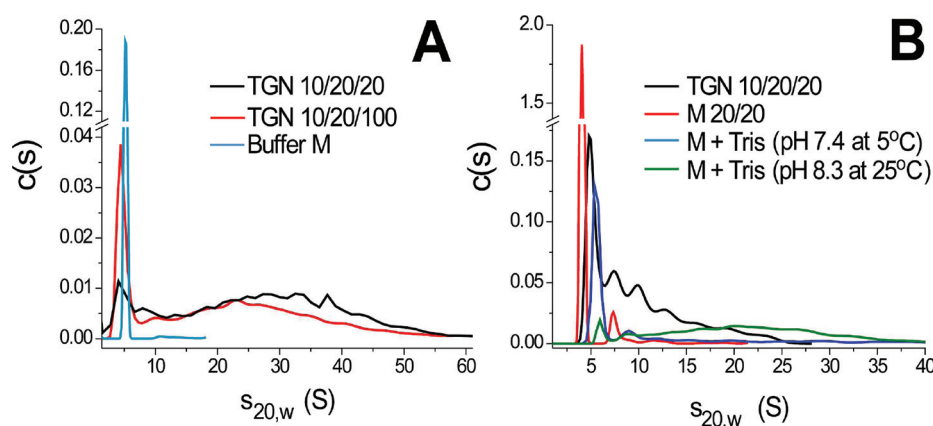 A
0.20
0.15
0.10
0.04
0.03
0.02
0.01
0.00
c(s)
TGN 10/20/20
TGN 10/20/100
Buffer M
10 20 30 40 50 60
s20,w (S)
B
2.0
1.5
0.15
0.10
0.05
0.00
c(s)
TGN 10/20/20
M 20/20
M + Tris (pH 7.4 at 5°C)
M + Tris (pH 8.3 at 25°C)
5 10 15 20 25 30 35 40
s20,w (S)